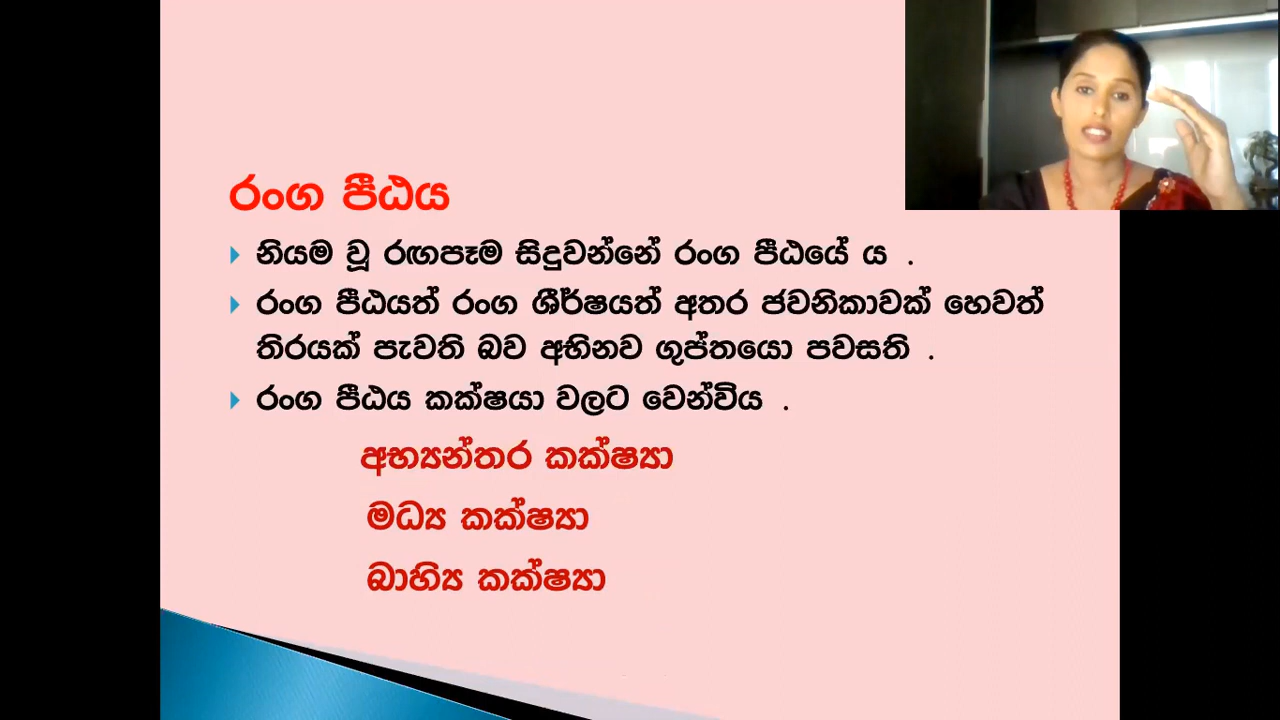 රංග පීඨය
නියම වූ රඟපෑම සිදුවන්නේ රංග පීඨයේ ය .
රංග පීඨයත් රංග ශීර්ෂයත් අතර ජවනිකාවක් හෙවත්
තිරයක් පැවති බව අභිනව ගුප්තයො පවසති .
රංග පීඨය කක්ෂයා වලට වෙන්විය .
අභ්‍යන්තර කක්ෂ්‍යා
මධ්‍ය කක්ෂ්‍යා
බාහිය කක්ෂ්‍යා